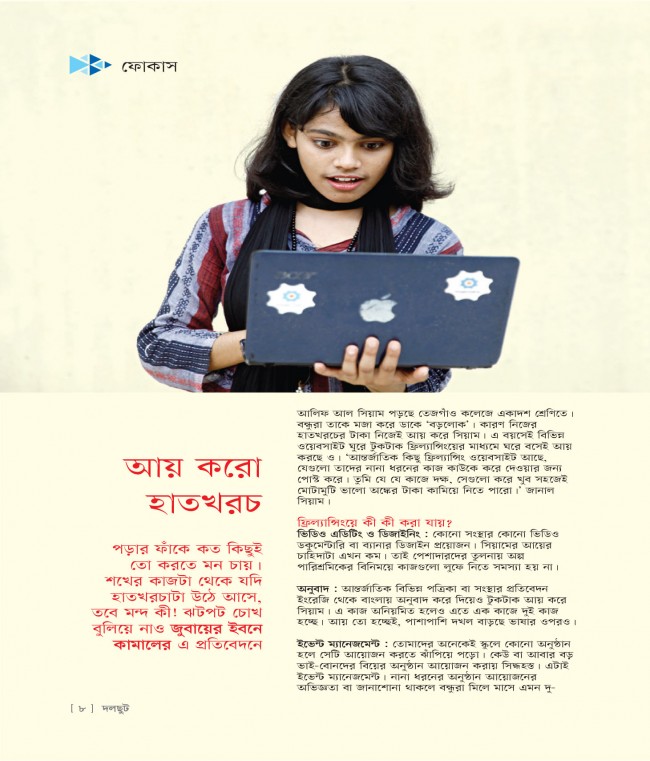 ফোকাস
acer
আয় করো
হাতখরচ
পড়ার ফাঁকে কত কিছুই
তো করতে মন চায়।
শখের কাজটা থেকে যদি
হাতখরচাটা উঠে আসে,
তবে মন্দ কী! ঝটপট চোখ
বুলিয়ে নাও জুবায়ের ইবনে
কামালের এ প্রতিবেদনে
আলিফ আল সিয়াম পড়ছে তেজগাঁও কলেজে একাদশ শ্রেণিতে।
বন্ধুরা তাকে মজা করে ডাকে ‘বড়লোক’। কারণ নিজের
হাতখরচের টাকা নিজেই আয় করে সিয়াম। এ বয়সেই বিভিন্ন
ওয়েবসাইট ঘুরে টুকটাক ফ্রিল্যান্সিংয়ের মাধ্যমে ঘরে বসেই আয়
করছে ও। ‘আন্তর্জাতিক কিছু ফ্রিল্যান্সিং ওয়েবসাইট আছে,
যেগুলো তাদের নানা ধরনের কাজ কাউকে করে দেওয়ার জন্য
পোস্ট করে। তুমি যে যে কাজে দক্ষ, সেগুলো করে খুব সহজেই
মোটামুটি ভালো অঙ্কের টাকা কামিয়ে নিতে পারো।’ জানাল
সিয়াম।
ফ্রিল্যান্সিংয়ে কী কী করা যায়?
ভিডিও এডিটিং ও ডিজাইনিং : কোনো সংস্থার কোনো ভিডিও
ডকুমেন্টারি বা ব্যানার ডিজাইন প্রয়োজন। সিয়ামের আয়ের
চাহিদাটা এখন কম। তাই পেশাদারদের তুলনায় অল্প
পারিশ্রমিকের বিনিময়ে কাজগুলো লুফে নিতে সমস্যা হয় না।
অনুবাদ : আন্তর্জাতিক বিভিন্ন পত্রিকা বা সংস্থার প্রতিবেদন
ইংরেজি থেকে বাংলায় অনুবাদ করে দিয়েও টুকটাক আয় করে
সিয়াম। এ কাজ অনিয়মিত হলেও এতে এক কাজে দুই কাজ
হচ্ছে। আয় তো হচ্ছেই, পাশাপাশি দখল বাড়ছে ভাষার ওপরও।
ইভেন্ট ম্যানেজমেন্ট : তোমাদের অনেকেই স্কুলে কোনো অনুষ্ঠান
হলে সেটি আয়োজন করতে ঝাঁপিয়ে পড়ো। কেউ বা আবার বড়
ভাই-বোনদের বিয়ের অনুষ্ঠান আয়োজন করায় সিদ্ধহস্ত। এটাই
ইভেন্ট ম্যানেজমেন্ট। নানা ধরনের অনুষ্ঠান আয়োজনের
অভিজ্ঞতা বা জানাশোনা থাকলে বন্ধুরা মিলে মাসে এমন দু-
[ ৮ ] দলছুট